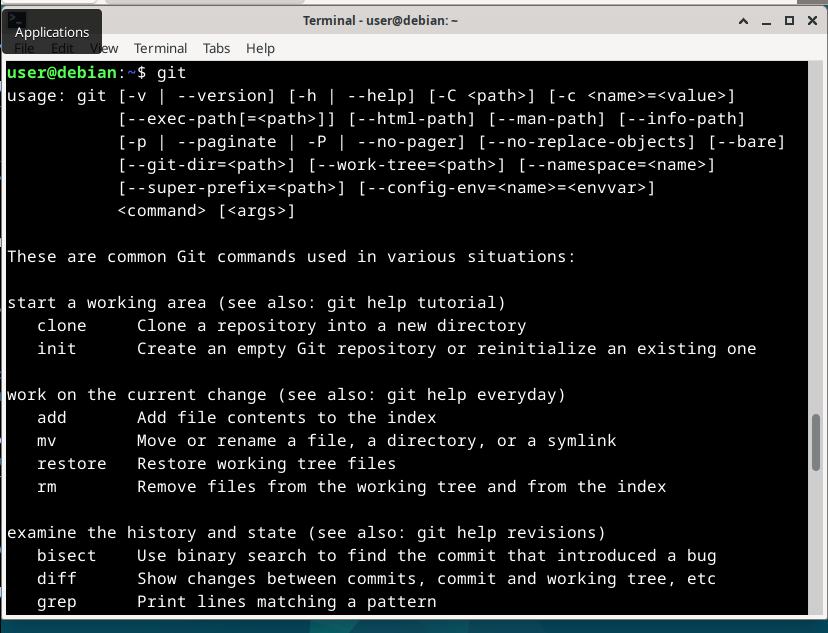 Terminal - user@debian: ~
Applications
File Edit View Terminal Tabs Help
user@debian:~$ git
usage: git [-v | --version] [-h | --help] [-C <path>] [-c <name>=<value>]
           [--exec-path[=<path>]] [--html-path] [--man-path] [--info-path]
           [-p | --paginate | -P | --no-pager] [--no-replace-objects] [--bare]
           [--git-dir=<path>] [--work-tree=<path>] [--namespace=<name>]
           [--super-prefix=<path>] [--config-env=<name>=<envvar>]
           <command> [<args>]

These are common Git commands used in various situations:

start a working area (see also: git help tutorial)
   clone     Clone a repository into a new directory
   init      Create an empty Git repository or reinitialize an existing one

work on the current change (see also: git help everyday)
   add       Add file contents to the index
   mv        Move or rename a file, a directory, or a symlink
   restore   Restore working tree files
   rm        Remove files from the working tree and from the index

examine the history and state (see also: git help revisions)
   bisect    Use binary search to find the commit that introduced a bug
   diff      Show changes between commits, commit and working tree, etc
   grep      Print lines matching a pattern